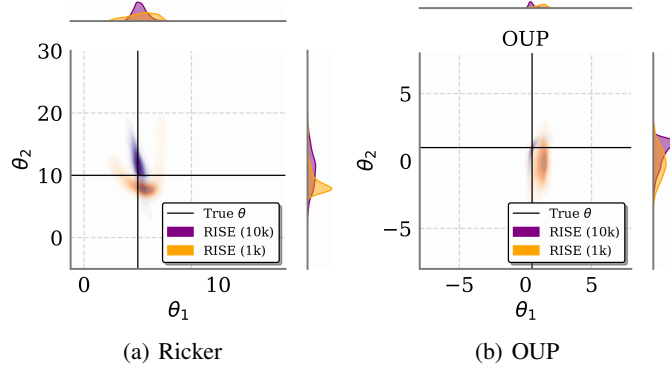 30
20
10
0
θ2
0
10
θ1
True θ
RISE (10k)
RISE (1k)
(a) Ricker
OUP
5
0
−5
θ2
−5
0
5
θ1
True θ
RISE (10k)
RISE (1k)
(b) OUP